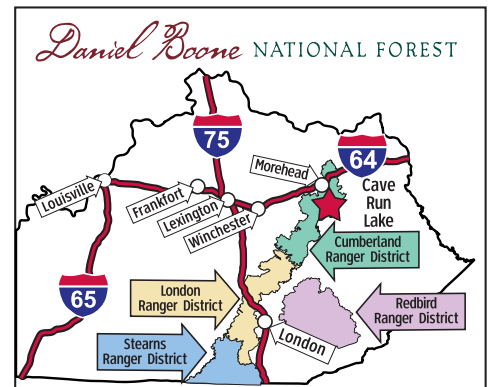 Daniel Boone NATIONAL FOREST
75
64
Morehead
Cave
Run
Lake
Louisville
Frankfort
Lexington
Winchester
Cumberland
Ranger District
65
London
Ranger District
Redbird
Ranger District
London
Stearns
Ranger District